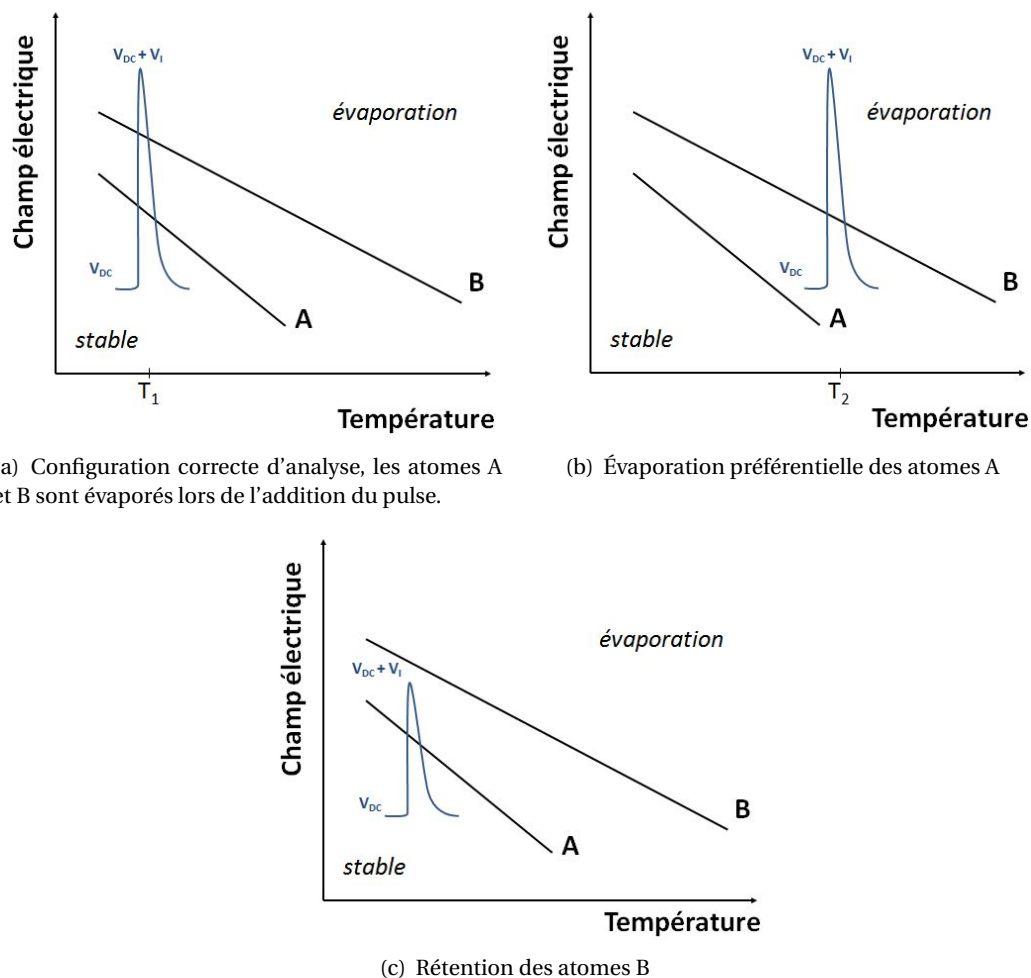 Champ électrique
V_DC + V_I
évaporation
V_DC
B
A
stable
T_1
Température
a) Configuration correcte d'analyse, les atomes A
et B sont évaporés lors de l'addition du pulse.
Champ électrique
V_DC + V_I
évaporation
V_DC
B
A
stable
T_2
Température
(b) Évaporation préférentielle des atomes A
Champ électrique
évaporation
V_DC + V_I
V_DC
B
A
stable
Température
(c) Rétention des atomes B